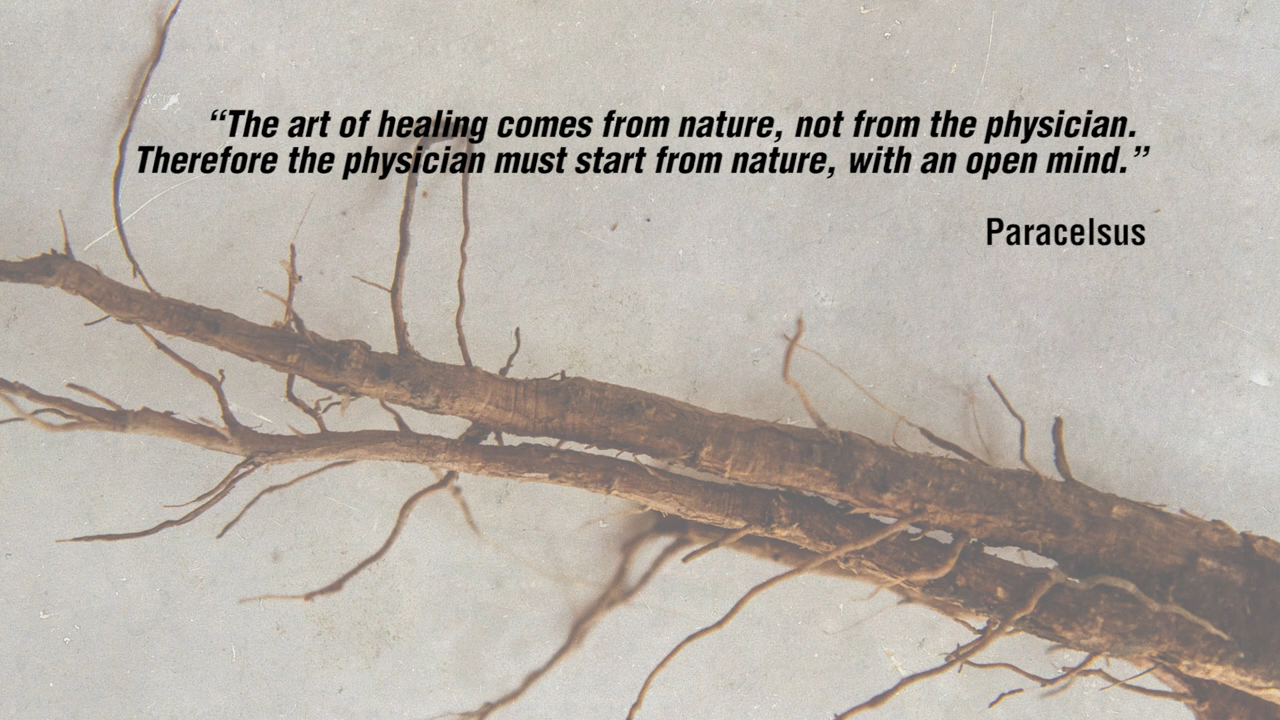 “The art of healing comes from nature, not from the physician.
Therefore the physician must start from nature, with an open mind.”
Paracelsus